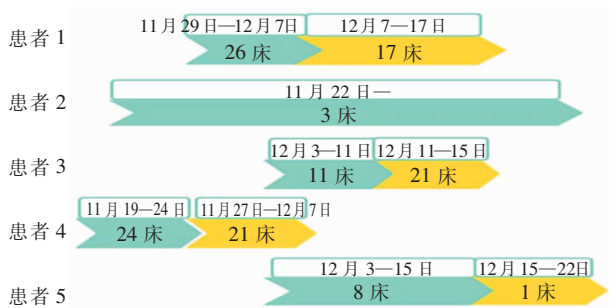 患者 1
11 月 29 日—12 月 7 日
12 月 7—17 日
26 床
17 床
患者 2
11 月 22 日—
3 床
患者 3
12 月 3—11 日
12 月 11—15 日
11 床
21 床
患者 4
11 月 19—24 日
11 月 27 日—12 月 7 日
24 床
21 床
患者 5
12 月 3—15 日
12 月 15—22 日
8 床
1 床